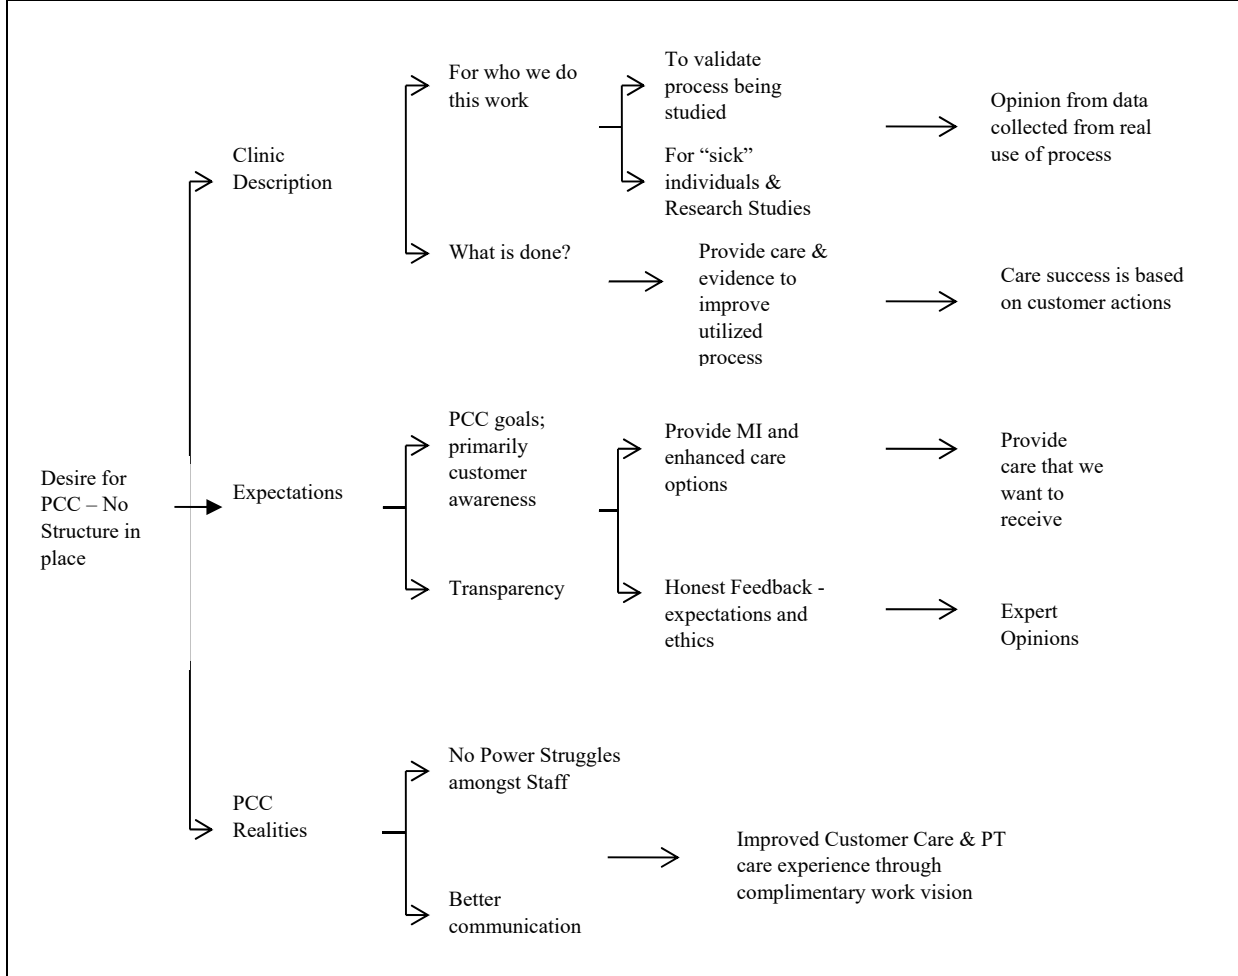 For who we do
this work
To validate
process being
studied
Opinion from data
collected from real
use of process
Clinic
Description
For “sick”
individuals &
Research Studies
What is done?
Provide care &
evidence to
improve
utilized
process
Care success is based
on customer actions
PCC goals;
primarily
customer
awareness
Provide MI and
enhanced care
options
Provide
care that we
want to
receive
Desire for
PCC – No
Structure in
place
Expectations
Transparency
Honest Feedback -
expectations and
ethics
Expert
Opinions
No Power Struggles
amongst Staff
PCC
Realities
Improved Customer Care & PT
care experience through
complimentary work vision
Better
communication